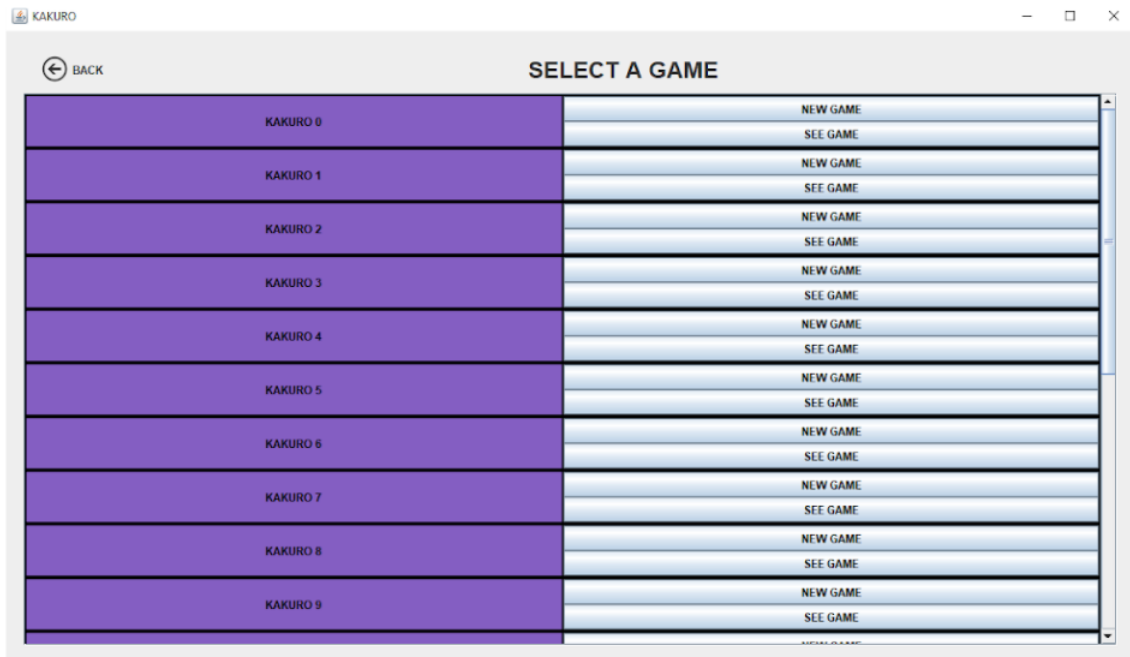 KAKURO
BACK
SELECT A GAME
KAKURO 0
NEW GAME
SEE GAME
KAKURO 1
NEW GAME
SEE GAME
KAKURO 2
NEW GAME
SEE GAME
KAKURO 3
NEW GAME
SEE GAME
KAKURO 4
NEW GAME
SEE GAME
KAKURO 5
NEW GAME
SEE GAME
KAKURO 6
NEW GAME
SEE GAME
KAKURO 7
NEW GAME
SEE GAME
KAKURO 8
NEW GAME
SEE GAME
KAKURO 9
NEW GAME
SEE GAME